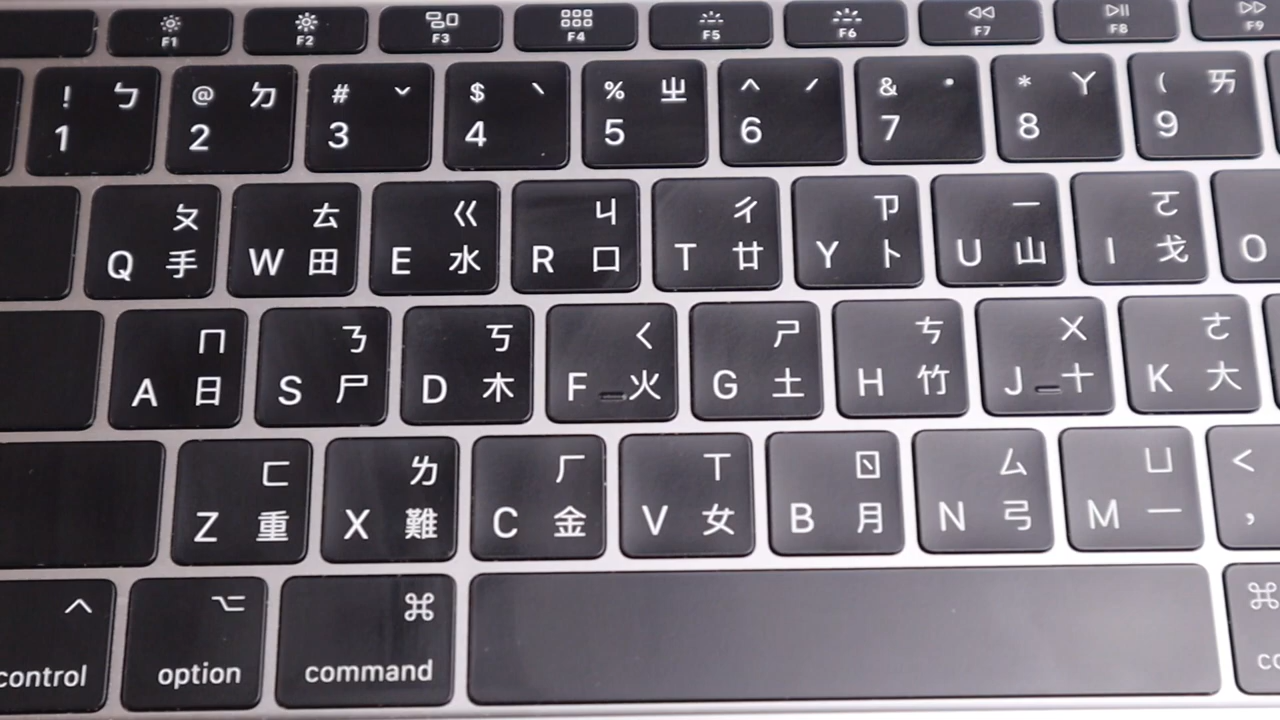 F1 F2 F3 F4 F5 F6 F7 F8 F9
! ㄅ @ ㄉ # ˇ $ ˋ % ㄓ ^ ˊ & ˙ * ㄚ ( ㄞ
1 2 3 4 5 6 7 8 9
ㄆ ㄊ ㄍ ㄐ ㄔ ㄗ ㄧ ㄛ
Q 手 W 田 E 水 R 口 T 廿 Y 卜 U 山 I 戈 O
ㄇ ㄋ ㄎ ㄑ ㄕ ㄘ ㄨ ㄜ
A 日 S 尸 D 木 F 火 G 土 H 竹 J 十 K 大
ㄈ ㄌ ㄏ ㄒ ㄖ ㄙ ㄩ <
Z 重 X 難 C 金 V 女 B 月 N 弓 M 一 ,
^ ⌥ ⌘ ⌘
control option command co